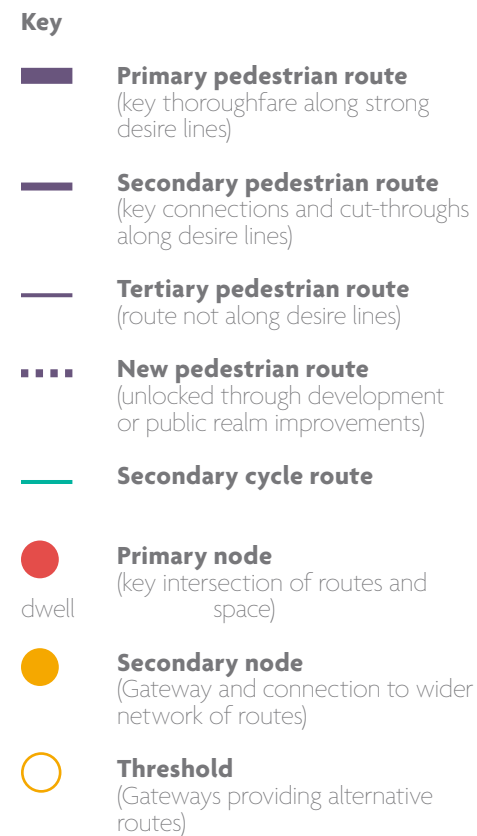 Key
Primary pedestrian route
(key thoroughfare along strong
desire lines)
Secondary pedestrian route
(key connections and cut-throughs
along desire lines)
Tertiary pedestrian route
(route not along desire lines)
New pedestrian route
(unlocked through development
or public realm improvements)
Secondary cycle route
Primary node
(key intersection of routes and
dwell space)
Secondary node
(Gateway and connection to wider
network of routes)
Threshold
(Gateways providing alternative
routes)